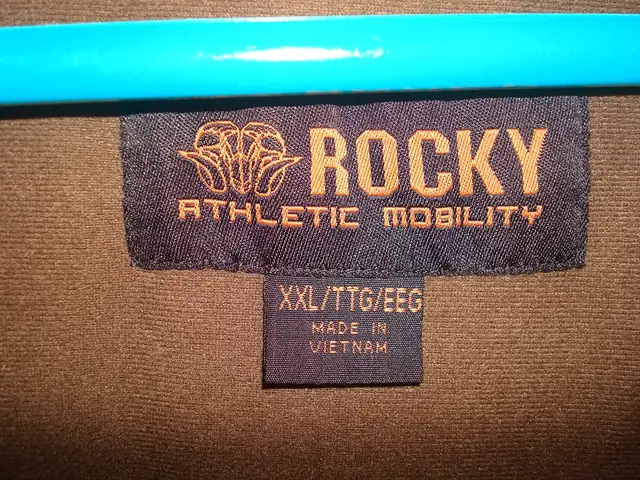 ROCKY
ATHLETIC MOBILITY
XXL/TTG/EEG
MADE IN
VIETNAM